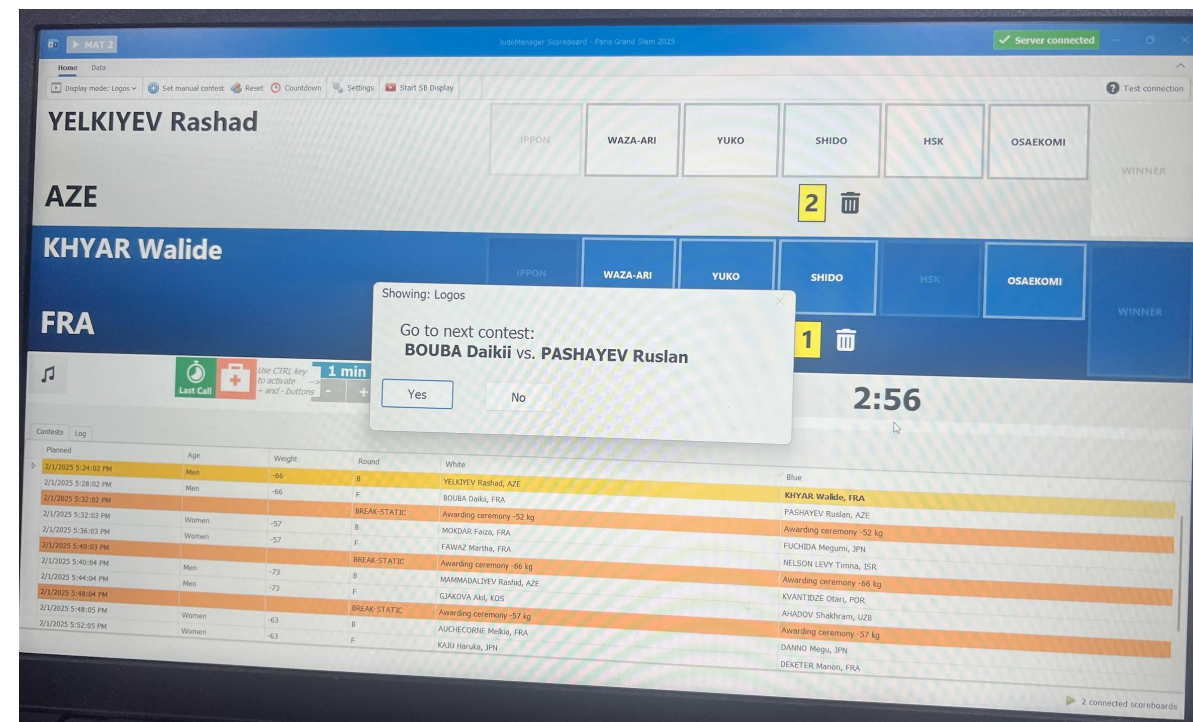 MAT 2
JudoManager Scoreboard - Paris Grand Slam 2025
Server connected
Home Data
Display mode: Logos Set manual contest Reset Countdown Settings Start SB Display
Test connection
YELKIYEV Rashad
IPPON WAZA-ARI YUKO SHIDO HSK OSAEKOMI
WINNER
AZE
2
KHYAR Walide
IPPON WAZA-ARI YUKO SHIDO HSK OSAEKOMI
WINNER
FRA
1
Showing: Logos
Go to next contest:
BOUBA Daikii vs. PASHAYEV Ruslan
Yes No
Last Call
Use CTRL key
to activate -->
+ and - buttons
1 min
- +
2:56
Contests Log
Planned Age Weight Round White Blue
2/1/2025 5:24:02 PM Men -66 B YELKIYEV Rashad, AZE KHYAR Walide, FRA
2/1/2025 5:28:02 PM Men -66 F BOUBA Daikii, FRA PASHAYEV Ruslan, AZE
2/1/2025 5:32:02 PM BREAK-STATIC Awarding ceremony -52 kg Awarding ceremony -52 kg
2/1/2025 5:32:03 PM Women -57 B MOKDAR Faiza, FRA FUCHIDA Megumi, JPN
2/1/2025 5:36:03 PM Women -57 F FAWAZ Martha, FRA NELSON LEVY Timna, ISR
2/1/2025 5:40:03 PM BREAK-STATIC Awarding ceremony -66 kg Awarding ceremony -66 kg
2/1/2025 5:40:04 PM Men -73 B MAMMADALIYEV Rashid, AZE KVANTIDZE Otari, POR
2/1/2025 5:44:04 PM Men -73 F GJAKOVA Akil, KOS AHADOV Shakhram, UZB
2/1/2025 5:48:04 PM BREAK-STATIC Awarding ceremony -57 kg Awarding ceremony -57 kg
2/1/2025 5:48:05 PM Women -63 B AUCHECORNE Melkia, FRA DANNO Megu, JPN
2/1/2025 5:52:05 PM Women -63 F KAJU Haruka, JPN DEKETER Manon, FRA
2 connected scoreboards